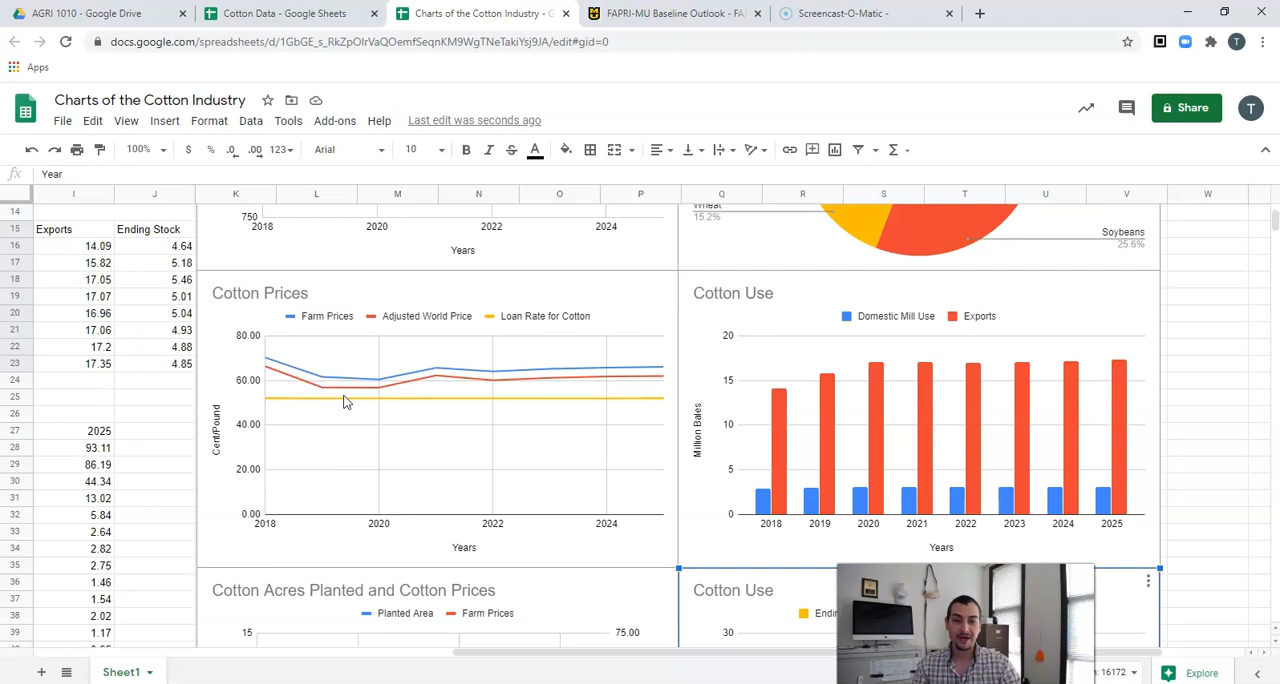 AGRI 1010 - Google Drive
Cotton Data - Google Sheets
Charts of the Cotton Industry - G
FAPRI-MU Baseline Outlook - FA
Screencast-O-Matic -
docs.google.com/spreadsheets/d/1GbGE_s_RkZpOlrVaQOemfSeqnKM9WgTNeTakiYsj9JA/edit#gid=0
T
Apps
Charts of the Cotton Industry
File Edit View Insert Format Data Tools Add-ons Help Last edit was seconds ago
Share
T
100% $ % .0 .00 123 Arial 10 B I S A
fx Year
I J K L M N O P Q R S T U V W
14
15 Exports Ending Stock
16 14.09 4.64
17 15.82 5.18
18 17.05 5.46
19 17.07 5.01
20 16.96 5.04
21 17.06 4.93
22 17.2 4.88
23 17.35 4.85
24
25
26
27 2025
28 93.11
29 86.19
30 44.34
31 13.02
32 5.84
33 2.64
34 2.82
35 2.75
36 1.46
37 1.54
38 2.02
39 1.17
750
2018 2020 2022 2024
Years
Wheat
15.2%
Soybeans
25.6%
Cotton Prices
Farm Prices Adjusted World Price Loan Rate for Cotton
80.00
60.00
40.00
20.00
0.00
Cent/Pound
2018 2020 2022 2024
Years
Cotton Use
Domestic Mill Use Exports
20
15
10
5
0
Million Bales
2018 2019 2020 2021 2022 2023 2024 2025
Years
Cotton Acres Planted and Cotton Prices
Planted Area Farm Prices
15 75.00
Cotton Use
30
Sheet1
16172
Explore